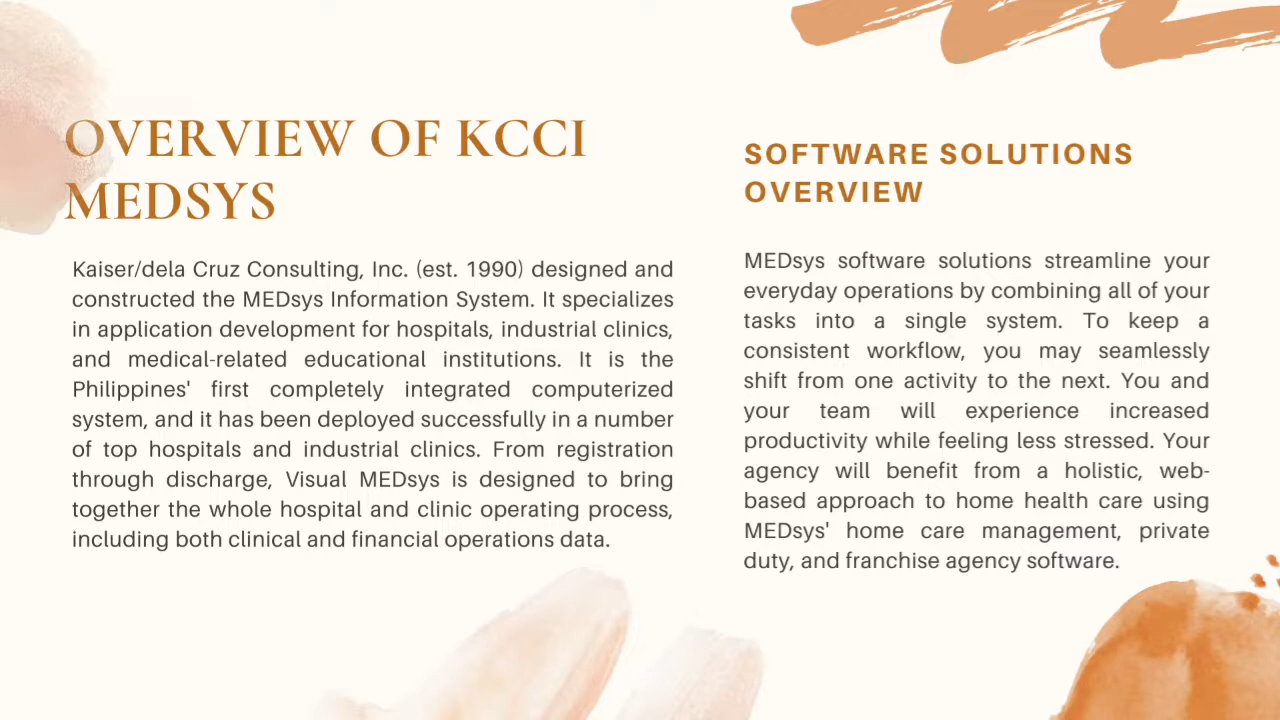 OVERVIEW OF KCCI
MEDSYS
Kaiser/dela Cruz Consulting, Inc. (est. 1990) designed and
constructed the MEDsys Information System. It specializes
in application development for hospitals, industrial clinics,
and medical-related educational institutions. It is the
Philippines' first completely integrated computerized
system, and it has been deployed successfully in a number
of top hospitals and industrial clinics. From registration
through discharge, Visual MEDsys is designed to bring
together the whole hospital and clinic operating process,
including both clinical and financial operations data.
SOFTWARE SOLUTIONS
OVERVIEW
MEDsys software solutions streamline your
everyday operations by combining all of your
tasks into a single system. To keep a
consistent workflow, you may seamlessly
shift from one activity to the next. You and
your team will experience increased
productivity while feeling less stressed. Your
agency will benefit from a holistic, web-
based approach to home health care using
MEDsys' home care management, private
duty, and franchise agency software.